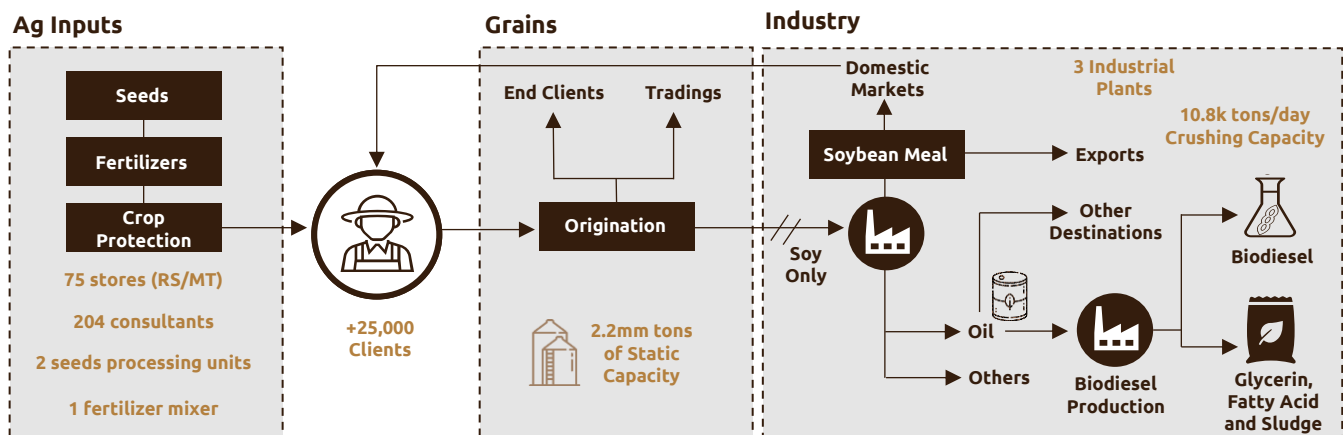 Ag Inputs
Seeds
Fertilizers
Crop
Protection
75 stores (RS/MT)
204 consultants
2 seeds processing units
1 fertilizer mixer
+25,000
Clients
Grains
End Clients
Tradings
Origination
2.2mm tons
of Static
Capacity
Soy
Only
Industry
Domestic
Markets
3 Industrial
Plants
10.8k tons/day
Crushing Capacity
Soybean Meal
Exports
Other
Destinations
Oil
Others
Biodiesel
Production
Biodiesel
Glycerin,
Fatty Acid
and Sludge